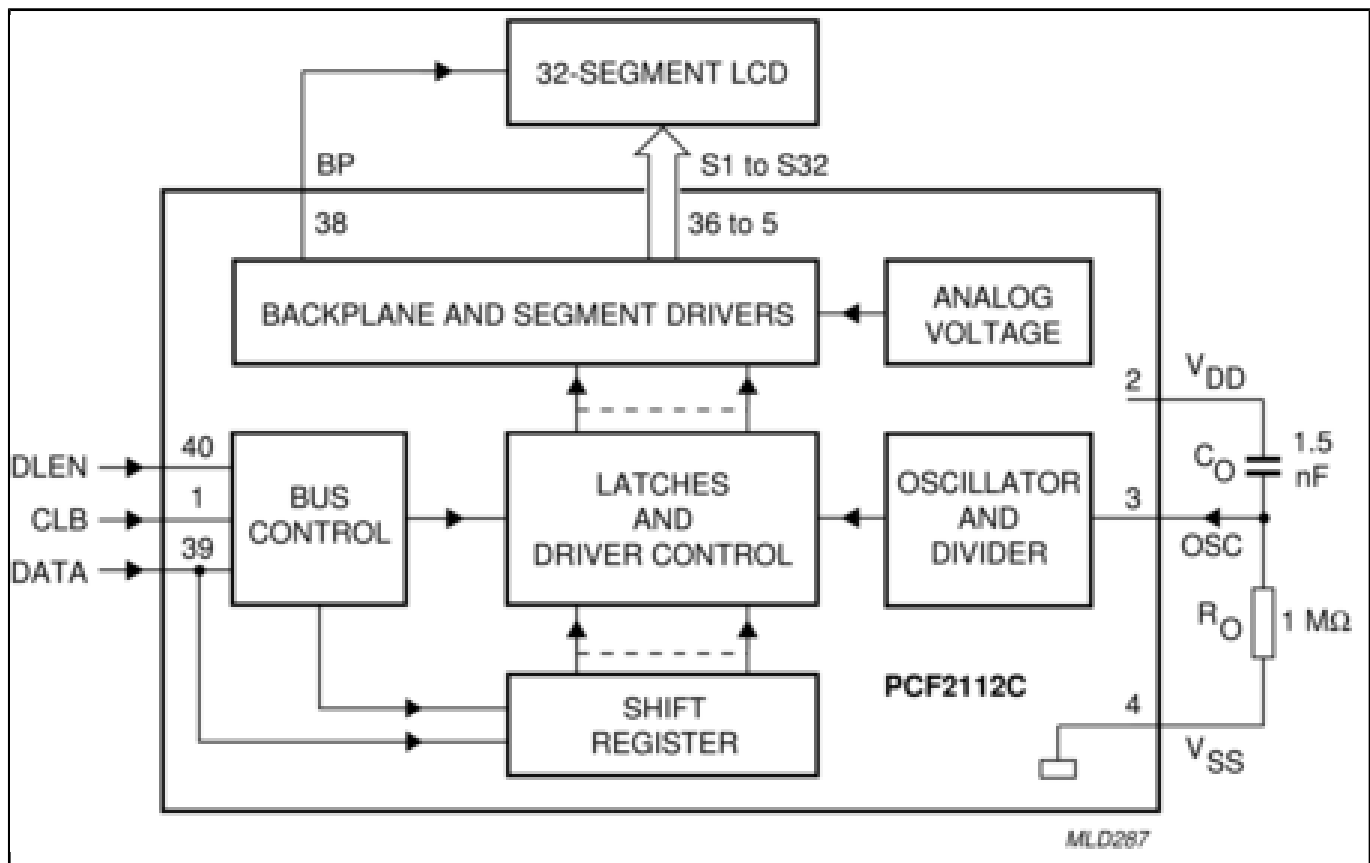 32-SEGMENT LCD
BP
S1 to S32
38
36 to 5
BACKPLANE AND SEGMENT DRIVERS
ANALOG
VOLTAGE
2
VDD
DLEN
40
CLB
1
DATA
39
BUS
CONTROL
LATCHES
AND
DRIVER CONTROL
OSCILLATOR
AND
DIVIDER
CO
1.5
nF
3
OSC
RO
1 MΩ
SHIFT
REGISTER
PCF2112C
4
VSS
MLD267